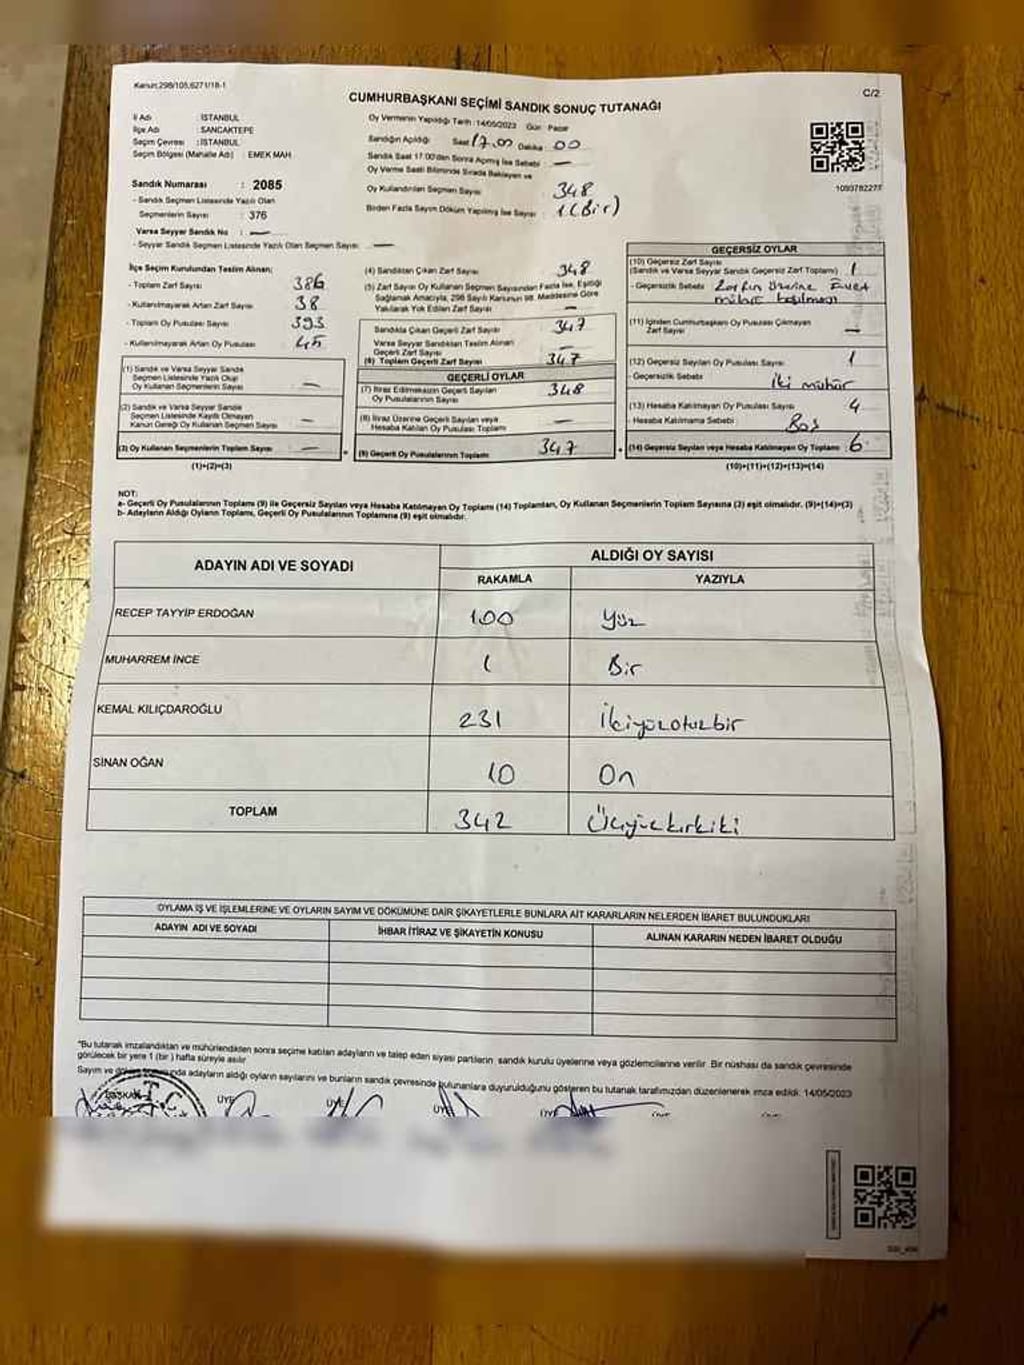 Kanun:298/105,6271/18-1
C/2
CUMHURBAŞKANI SEÇİMİ SANDIK SONUÇ TUTANAĞI
İl Adı : İSTANBUL
İlçe Adı : SANCAKTEPE
Seçim Çevresi : İSTANBUL
Seçim Bölgesi (Mahalle Adı) : EMEK MAH
Sandık Numarası : 2085
- Sandık Seçmen Listesinde Yazılı Olan
Seçmenlerin Sayısı : 376
Varsa Seyyar Sandık No : —
- Seyyar Sandık Seçmen Listesinde Yazılı Olan Seçmen Sayısı : —
Oy Vermenin Yapıldığı Tarih : 14/05/2023 Gün : Pazar
Sandığın Açıldığı Saat 17.00 Dakika 00
Sandık Saat 17:00'den Sonra Açılmış İse Sebebi : —
Oy Verme Saati Bitiminde Sırada Bekleyen ve
Oy Kullandırılan Seçmen Sayısı : 348
Birden Fazla Sayım Döküm Yapılmış İse Sayısı : 1 (Bir)
1093782277
İlçe Seçim Kurulundan Teslim Alınan;
- Toplam Zarf Sayısı : 386
- Kullanılmayarak Artan Zarf Sayısı : 38
- Toplam Oy Pusulası Sayısı : 393
- Kullanılmayarak Artan Oy Pusulası : 45
(1) Sandık ve Varsa Seyyar Sandık
Seçmen Listesinde Yazılı Olup
Oy Kullanan Seçmen Sayısı : —
(2) Sandık ve Varsa Seyyar Sandık
Seçmen Listesinde Kayıtlı Olmayan
Kanun Gereği Oy Kullanan Seçmen Sayısı : —
(3) Oy Kullanan Seçmenlerin Toplam Sayısı : —
(1)+(2)=(3)
(4) Sandıktan Çıkan Zarf Sayısı : 348
(5) Zarf Sayısı Oy Kullanan Seçmen Sayısından Fazla İse, Eşitliği
Sağlamak Amacıyla, 298 Sayılı Kanunun 98. Maddesine Göre
Yakılarak Yok Edilen Zarf Sayısı : —
Sandıkta Çıkan Geçerli Zarf Sayısı : 347
Varsa Seyyar Sandıktan Teslim Alınan
Geçerli Zarf Sayısı : —
(6) Toplam Geçerli Zarf Sayısı : 347
GEÇERLİ OYLAR
(7) İtiraz Edilmeksizin Geçerli Sayılan
Oy Pusulalarının Sayısı : 348
(8) İtiraz Üzerine Geçerli Sayılan veya
Hesaba Katılan Oy Pusulası Toplamı : —
(9) Geçerli Oy Pusulalarının Toplamı : 347
GEÇERSİZ OYLAR
(10) Geçersiz Zarf Sayısı
(Sandık ve Varsa Seyyar Sandık Geçersiz Zarf Toplamı) : 1
- Geçersizlik Sebebi : Zarfın üzerine Evet
mührü basılması
(11) İçinden Cumhurbaşkanı Oy Pusulası Çıkmayan
Zarf Sayısı : —
(12) Geçersiz Sayılan Oy Pusulası Sayısı : 1
- Geçersizlik Sebebi : İki mühür
(13) Hesaba Katılmayan Oy Pusulası Sayısı : 4
- Hesaba Katılmama Sebebi : Boş
(14) Geçersiz Sayılan veya Hesaba Katılmayan Oy Toplamı : 6
(10)+(11)+(12)+(13)=(14)
NOT:
a- Geçerli Oy Pusulalarının Toplamı (9) ile Geçersiz Sayılan veya Hesaba Katılmayan Oy Toplamı (14) Toplamları, Oy Kullanan Seçmenlerin Toplam Sayısına (3) eşit olmalıdır. (9)+(14)=(3)
b- Adayların Aldığı Oyların Toplamı, Geçerli Oy Pusulalarının Toplamına (9) eşit olmalıdır.
ADAYIN ADI VE SOYADI
ALDIĞI OY SAYISI
RAKAMLA YAZIYLA
RECEP TAYYİP ERDOĞAN 100 Yüz
MUHARREM İNCE 1 Bir
KEMAL KILIÇDAROĞLU 231 İkiyüzotuzbir
SİNAN OĞAN 10 On
TOPLAM 342 Üçyüzkırkiki
OYLAMA İŞ VE İŞLEMLERİNE VE OYLARIN SAYIM VE DÖKÜMÜNE DAİR ŞİKAYETLERLE BUNLARA AİT KARARLARIN NELERDEN İBARET BULUNDUKLARI
ADAYIN ADI VE SOYADI İHBAR İTİRAZ VE ŞİKAYETİN KONUSU ALINAN KARARIN NEDEN İBARET OLDUĞU
"Bu tutanak imzalandıktan ve mühürlendikten sonra seçime katılan adayların ve talep eden siyasi partilerin sandık kurulu üyelerine veya gözlemcilerine verilir. Bir nüshası da sandık çevresinde
görülecek bir yere 1 (bir) hafta süreyle asılır
Sayım ve adayların aldığı oyların sayılarını ve bunların sandık çevresinde bulunanlara duyurulduğunu gösteren bu tutanak tarafımızdan düzenlenerek imza edildi. 14/05/2023
BAŞKAN ÜYE ÜYE ÜYE ÜYE ÜYE ÜYE